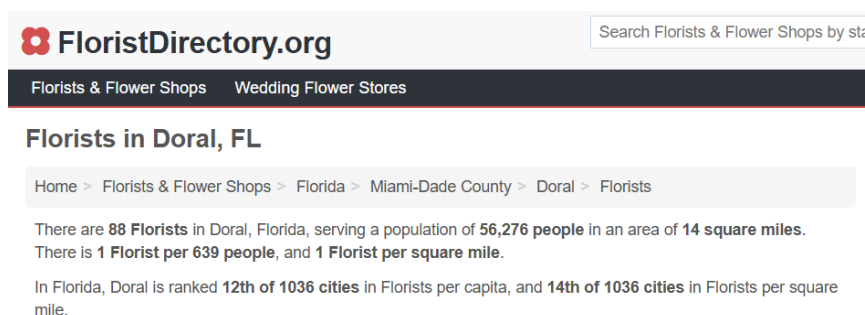 FloristDirectory.org
Search Florists & Flower Shops by sta
Florists & Flower Shops Wedding Flower Stores
Florists in Doral, FL
Home > Florists & Flower Shops > Florida > Miami-Dade County > Doral > Florists
There are 88 Florists in Doral, Florida, serving a population of 56,276 people in an area of 14 square miles.
There is 1 Florist per 639 people, and 1 Florist per square mile.
In Florida, Doral is ranked 12th of 1036 cities in Florists per capita, and 14th of 1036 cities in Florists per square
mile.